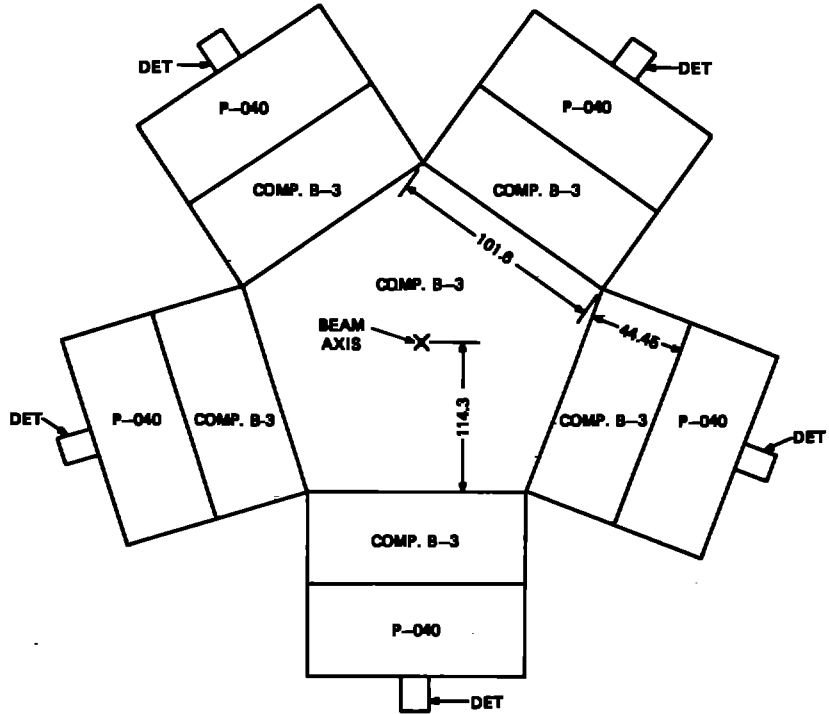 DET
DET
P—040
P—040
COMP. B—3
COMP. B—3
101.6
COMP. B—3
BEAM
AXIS
44.45
114.3
DET
P—040
COMP. B-3
COMP. B—3
P—040
DET
COMP. B—3
P—040
DET